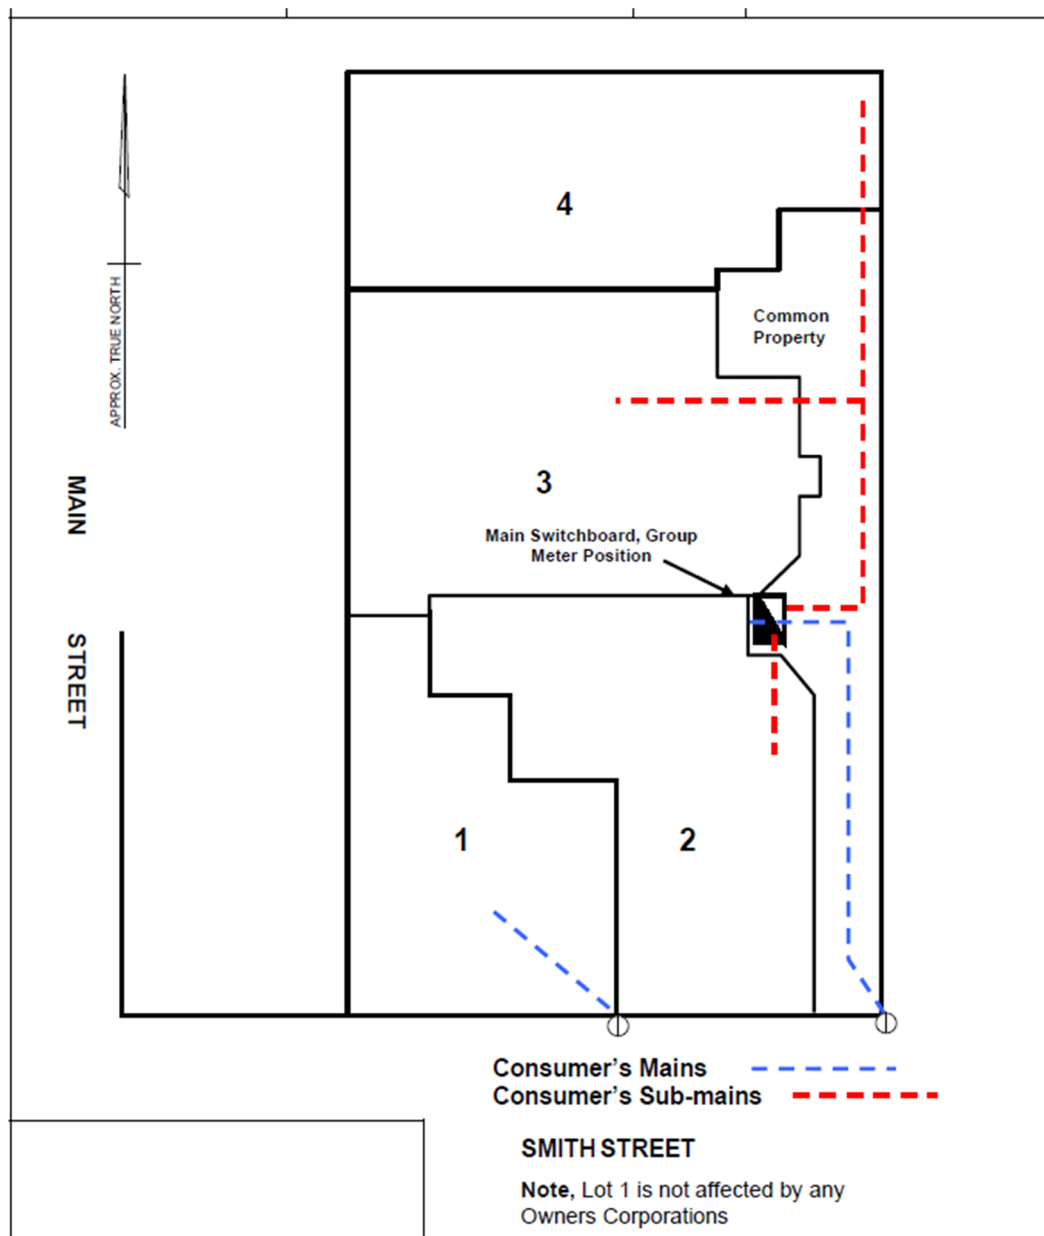 4
Common
Property
APPROX. TRUE NORTH
MAIN STREET
3
Main Switchboard, Group
Meter Position
1
2
Consumer's Mains
Consumer's Sub-mains
SMITH STREET
Note, Lot 1 is not affected by any
Owners Corporations